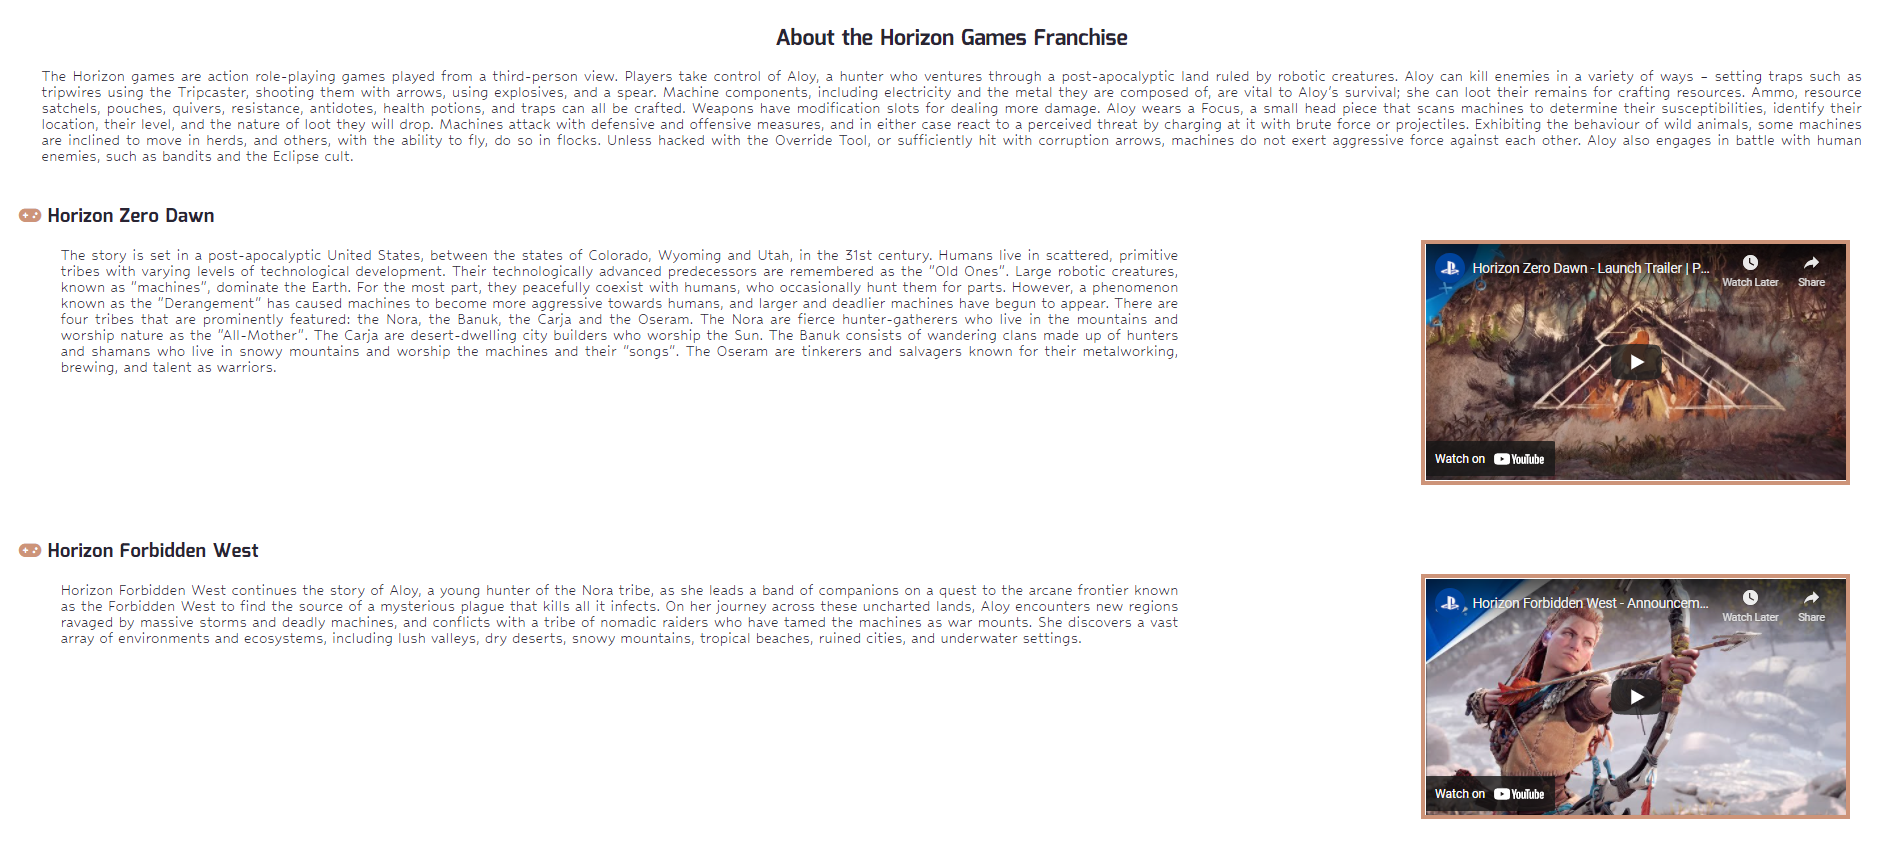 About the Horizon Games Franchise
The Horizon games are action role-playing games played from a third-person view. Players take control of Aloy, a hunter who ventures through a post-apocalyptic land ruled by robotic creatures. Aloy can kill enemies in a variety of ways – setting traps such as
tripwires using the Tripcaster, shooting them with arrows, using explosives, and a spear. Machine components, including electricity and the metal they are composed of, are vital to Aloy's survival; she can loot their remains for crafting resources. Ammo, resource
satchels, pouches, quivers, resistance, antidotes, health potions, and traps can all be crafted. Weapons have modification slots for dealing more damage. Aloy wears a Focus, a small head piece that scans machines to determine their susceptibilities, identify their
location, their level, and the nature of loot they will drop. Machines attack with defensive and offensive measures, and in either case react to a perceived threat by charging at it with brute force or projectiles. Exhibiting the behaviour of wild animals, some machines
are inclined to move in herds, and others, with the ability to fly, do so in flocks. Unless hacked with the Override Tool, or sufficiently hit with corruption arrows, machines do not exert aggressive force against each other. Aloy also engages in battle with human
enemies, such as bandits and the Eclipse cult.
Horizon Zero Dawn
The story is set in a post-apocalyptic United States, between the states of Colorado, Wyoming and Utah, in the 31st century. Humans live in scattered, primitive
tribes with varying levels of technological development. Their technologically advanced predecessors are remembered as the "Old Ones". Large robotic creatures,
known as "machines", dominate the Earth. For the most part, they peacefully coexist with humans, who occasionally hunt them for parts. However, a phenomenon
known as the "Derangement" has caused machines to become more aggressive towards humans, and larger and deadlier machines have begun to appear. There are
four tribes that are prominently featured: the Nora, the Banuk, the Carja and the Oseram. The Nora are fierce hunter-gatherers who live in the mountains and
worship nature as the "All-Mother". The Carja are desert-dwelling city builders who worship the Sun. The Banuk consists of wandering clans made up of hunters
and shamans who live in snowy mountains and worship the machines and their "songs". The Oseram are tinkerers and salvagers known for their metalworking,
brewing, and talent as warriors.
Horizon Zero Dawn - Launch Trailer | P...
Watch Later
Share
Watch on YouTube
Horizon Forbidden West
Horizon Forbidden West continues the story of Aloy, a young hunter of the Nora tribe, as she leads a band of companions on a quest to the arcane frontier known
as the Forbidden West to find the source of a mysterious plague that kills all it infects. On her journey across these uncharted lands, Aloy encounters new regions
ravaged by massive storms and deadly machines, and conflicts with a tribe of nomadic raiders who have tamed the machines as war mounts. She discovers a vast
array of environments and ecosystems, including lush valleys, dry deserts, snowy mountains, tropical beaches, ruined cities, and underwater settings.
Horizon Forbidden West - Announcem...
Watch Later
Share
Watch on YouTube